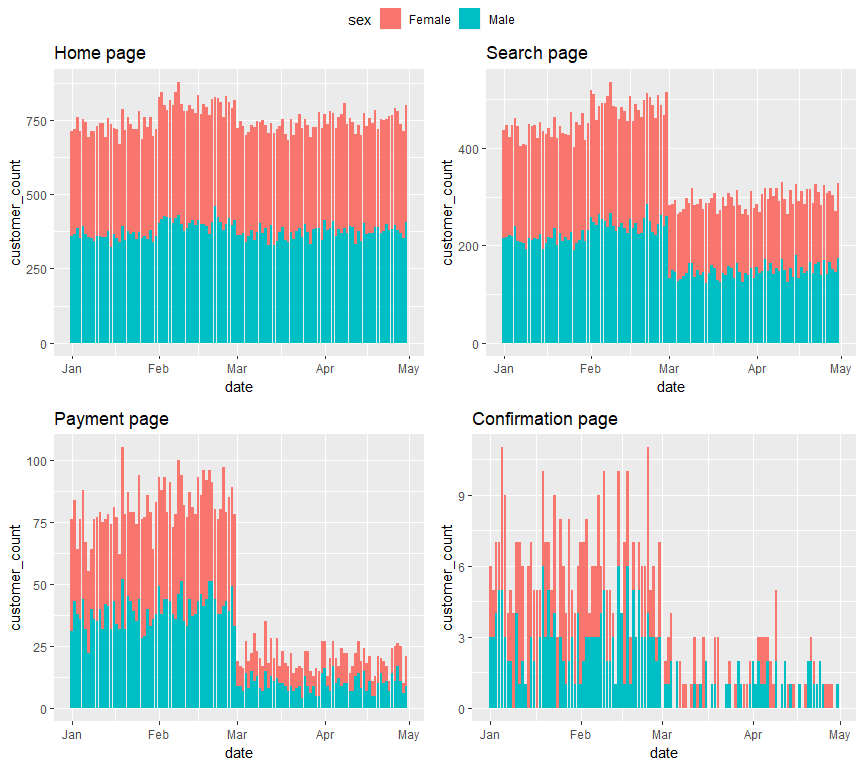 sex Female Male
Home page
customer_count
750
500
250
0
Jan Feb Mar Apr May
date
Search page
customer_count
400
200
0
Jan Feb Mar Apr May
date
Payment page
customer_count
100
75
50
25
0
Jan Feb Mar Apr May
date
Confirmation page
customer_count
9
6
3
0
Jan Feb Mar Apr May
date